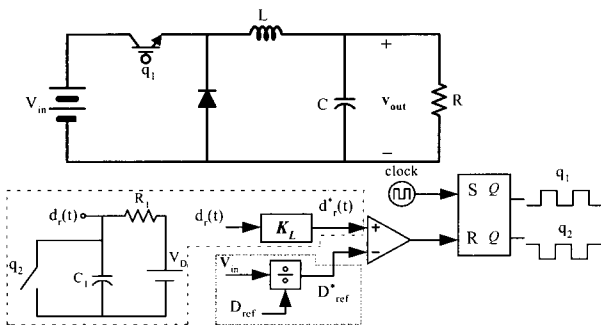 L
q1
+
Vin
C
vout
R
−
clock
q1
S Q
R Q
q2
R1
dr(t)
dr(t)
KL
d*r(t)
+
−
q2
C1
VD
Vin
÷
Dref
D*ref